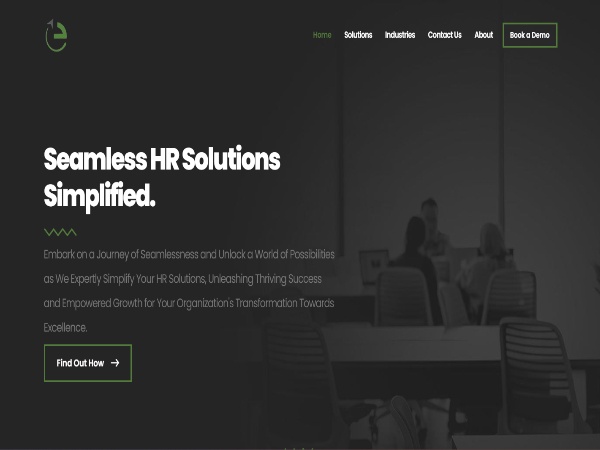 Home Solutions Industries Contact Us About Book a Demo
Seamless HR Solutions
Simplified.
Embark on a Journey of Seamlessness and Unlock a World of Possibilities
as We Expertly Simplify Your HR Solutions, Unleashing Thriving Success
and Empowered Growth for Your Organization's Transformation Towards
Excellence.
Find Out How